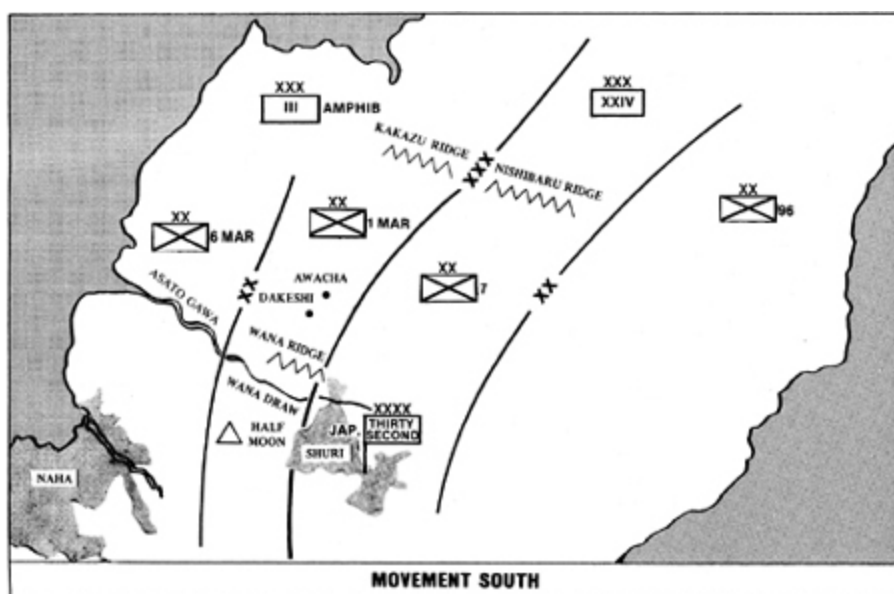 XXX
III AMPHIB
XXX
XXIV
KAKAZU RIDGE
XXX
NISHIBARU RIDGE
XX
96
XX
6 MAR
XX
1 MAR
XX
7
ASATO GAWA
XX
AWACHA
DAKESHI
XX
WANA RIDGE
WANA DRAW
XXXX
THIRTY
SECOND
HALF
MOON
JAP.
SHURI
NAHA
MOVEMENT SOUTH